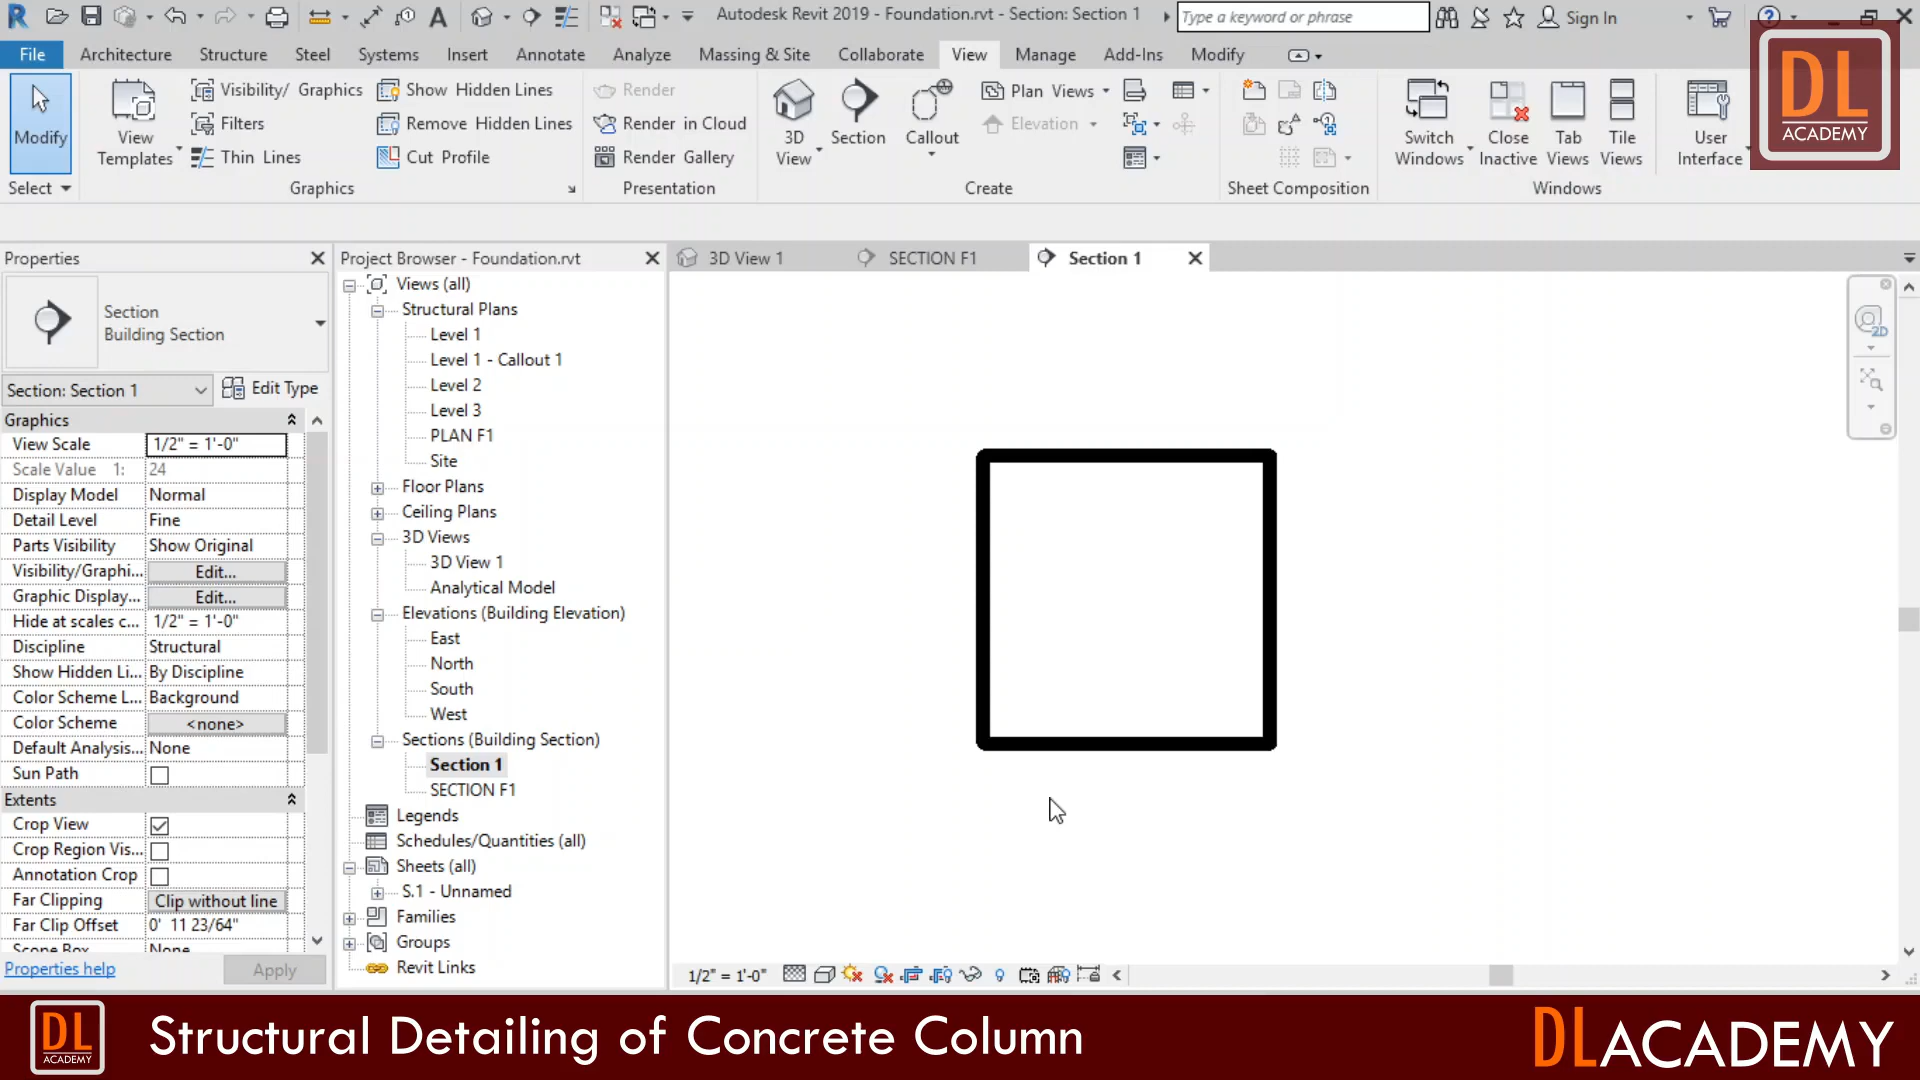 Autodesk Revit 2019 - Foundation.rvt - Section: Section 1
Type a keyword or phrase
Sign In
File Architecture Structure Steel Systems Insert Annotate Analyze Massing & Site Collaborate View Manage Add-Ins Modify
Modify
Select
View Templates
Visibility/ Graphics
Filters
Thin Lines
Show Hidden Lines
Remove Hidden Lines
Cut Profile
Graphics
Render
Render in Cloud
Render Gallery
Presentation
3D View
Section
Callout
Plan Views
Elevation
Create
Sheet Composition
Switch Windows
Close Inactive
Tab Views
Tile Views
Windows
User Interface
DL
ACADEMY
Properties
Section
Building Section
Section: Section 1
Edit Type
Graphics
View Scale 1/2" = 1'-0"
Scale Value 1: 24
Display Model Normal
Detail Level Fine
Parts Visibility Show Original
Visibility/Graphi... Edit...
Graphic Display... Edit...
Hide at scales c... 1/2" = 1'-0"
Discipline Structural
Show Hidden Li... By Discipline
Color Scheme L... Background
Color Scheme <none>
Default Analysis... None
Sun Path
Extents
Crop View
Crop Region Vis...
Annotation Crop
Far Clipping Clip without line
Far Clip Offset 0' 11 23/64"
Scope Box None
Properties help
Apply
Project Browser - Foundation.rvt
Views (all)
Structural Plans
Level 1
Level 1 - Callout 1
Level 2
Level 3
PLAN F1
Site
Floor Plans
Ceiling Plans
3D Views
3D View 1
Analytical Model
Elevations (Building Elevation)
East
North
South
West
Sections (Building Section)
Section 1
SECTION F1
Legends
Schedules/Quantities (all)
Sheets (all)
S.1 - Unnamed
Families
Groups
Revit Links
3D View 1
SECTION F1
Section 1
2D
1/2" = 1'-0"
DL
ACADEMY
Structural Detailing of Concrete Column
DLACADEMY